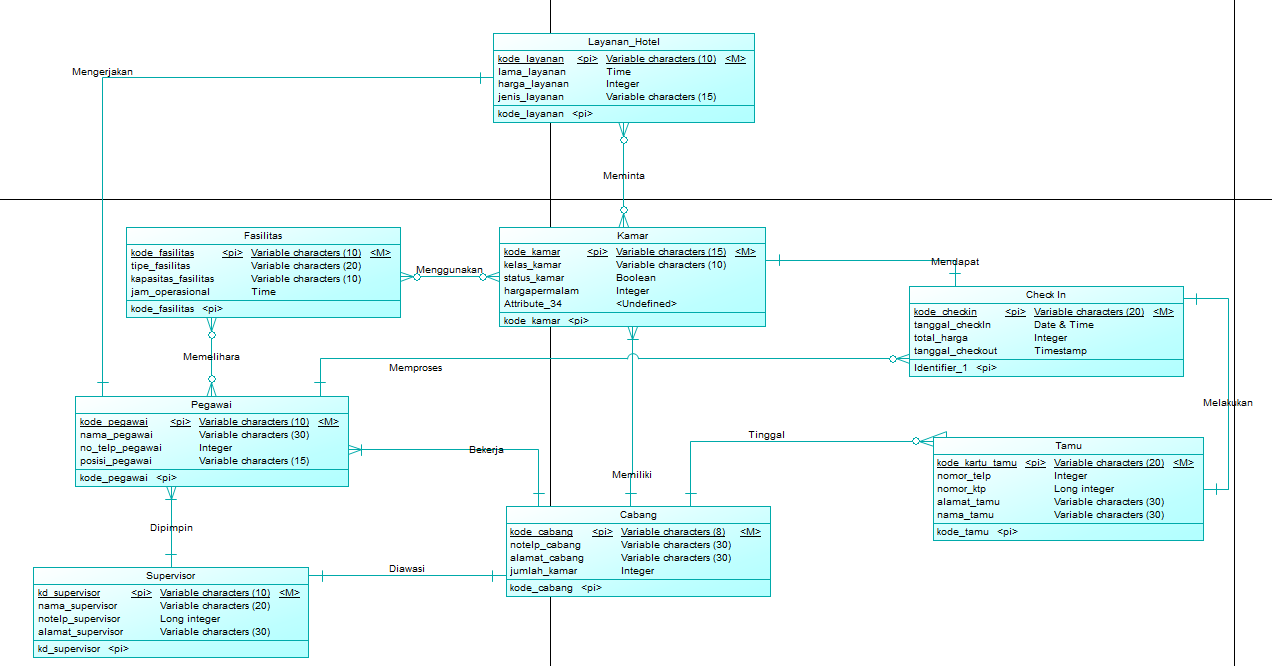 Layanan_Hotel
kode_layanan <pi> Variable characters (10) <M>
lama_layanan Time
harga_layanan Integer
jenis_layanan Variable characters (15)
kode_layanan <pi>
Mengerjakan
Meminta
Fasilitas
kode_fasilitas <pi> Variable characters (10) <M>
tipe_fasilitas Variable characters (20)
kapasitas_fasilitas Variable characters (10)
jam_operasional Time
kode_fasilitas <pi>
Menggunakan
Kamar
kode_kamar <pi> Variable characters (15) <M>
kelas_kamar Variable characters (10)
status_kamar Boolean
hargapermalam Integer
Attribute_34 <Undefined>
kode_kamar <pi>
Mendapat
Check In
kode_checkin <pi> Variable characters (20) <M>
tanggal_checkIn Date & Time
total_harga Integer
tanggal_checkout Timestamp
Identifier_1 <pi>
Memelihara
Memproses
Melakukan
Pegawai
kode_pegawai <pi> Variable characters (10) <M>
nama_pegawai Variable characters (30)
no_telp_pegawai Integer
posisi_pegawai Variable characters (15)
kode_pegawai <pi>
Bekerja
Memiliki
Tinggal
Tamu
kode_kartu_tamu <pi> Variable characters (20) <M>
nomor_telp Integer
nomor_ktp Long integer
alamat_tamu Variable characters (30)
nama_tamu Variable characters (30)
kode_tamu <pi>
Dipimpin
Cabang
kode_cabang <pi> Variable characters (8) <M>
notelp_cabang Variable characters (30)
alamat_cabang Variable characters (30)
jumlah_kamar Integer
kode_cabang <pi>
Diawasi
Supervisor
kd_supervisor <pi> Variable characters (10) <M>
nama_supervisor Variable characters (20)
notelp_supervisor Long integer
alamat_supervisor Variable characters (30)
kd_supervisor <pi>